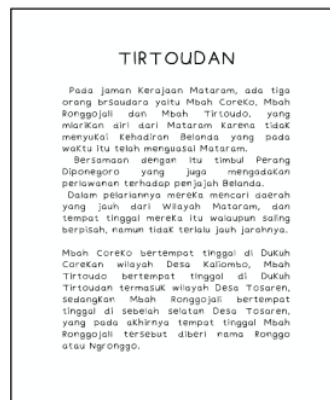 TIRTOUDAN
Pada jaman Kerajaan Mataram, ada tiga
orang brsaudara yaitu Mbah Coreko, Mbah
Ronggojali dan Mbah Tirtoudo, yang
mlarikan diri dari Mataram Karena tidak
menyukai Kehadiran Belanda yang pada
waktu itu telah menguasai Mataram.
Bersamaan dengan itu timbul Perang
Diponegoro yang juga mengadakan
perlawanan terhadap penjajah Belanda.
Dalam pelariannya mereka mencari daerah
yang jauh dari Wilayah Mataram, dan
tempat tinggal mereka itu walaupun saling
berpisah, namun tidak terlalu jauh jarahnya.
Mbah Coreko bertempat tinggal di Dukuh
Corekan wilayah Desa Kaliombo, Mbah
Tirtoudo bertempat tinggal di Dukuh
Tirtoudan termasuk wilayah Desa Tosaren,
sedangkan Mbah Ronggojali bertempat
tinggal di sebelah selatan Desa Tosaren,
yang pada akhirnya tempat tinggal Mbah
Ronggojali tersebut diberi nama Ronggo
atau Ngronggo.